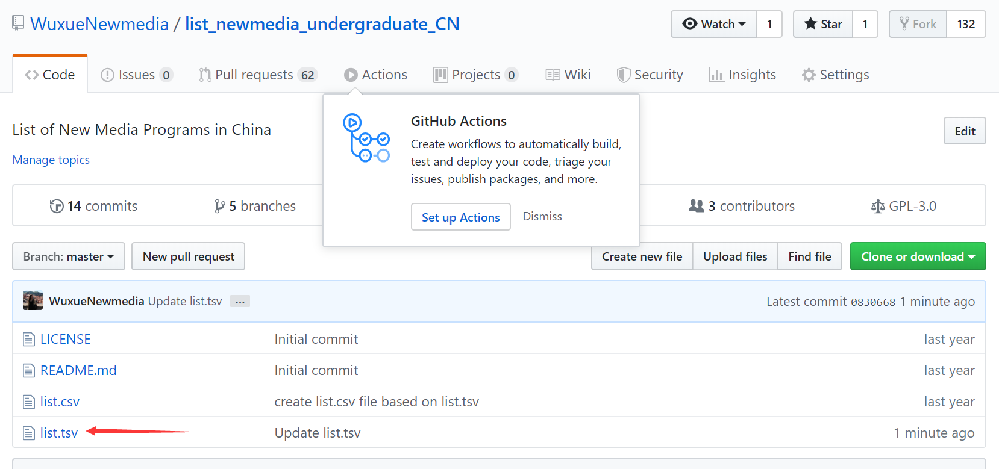 WuxueNewmedia / list_newmedia_undergraduate_CN
Watch 1 Star 1 Fork 132
Code Issues 0 Pull requests 62 Actions Projects 0 Wiki Security Insights Settings
List of New Media Programs in China
Edit
Manage topics
GitHub Actions
Create workflows to automatically build,
test and deploy your code, triage your
issues, publish packages, and more.
Set up Actions Dismiss
14 commits 5 branches 3 contributors GPL-3.0
Branch: master New pull request Create new file Upload files Find file Clone or download
WuxueNewmedia Update list.tsv ... Latest commit 0830668 1 minute ago
LICENSE Initial commit last year
README.md Initial commit last year
list.csv create list.csv file based on list.tsv last year
list.tsv Update list.tsv 1 minute ago